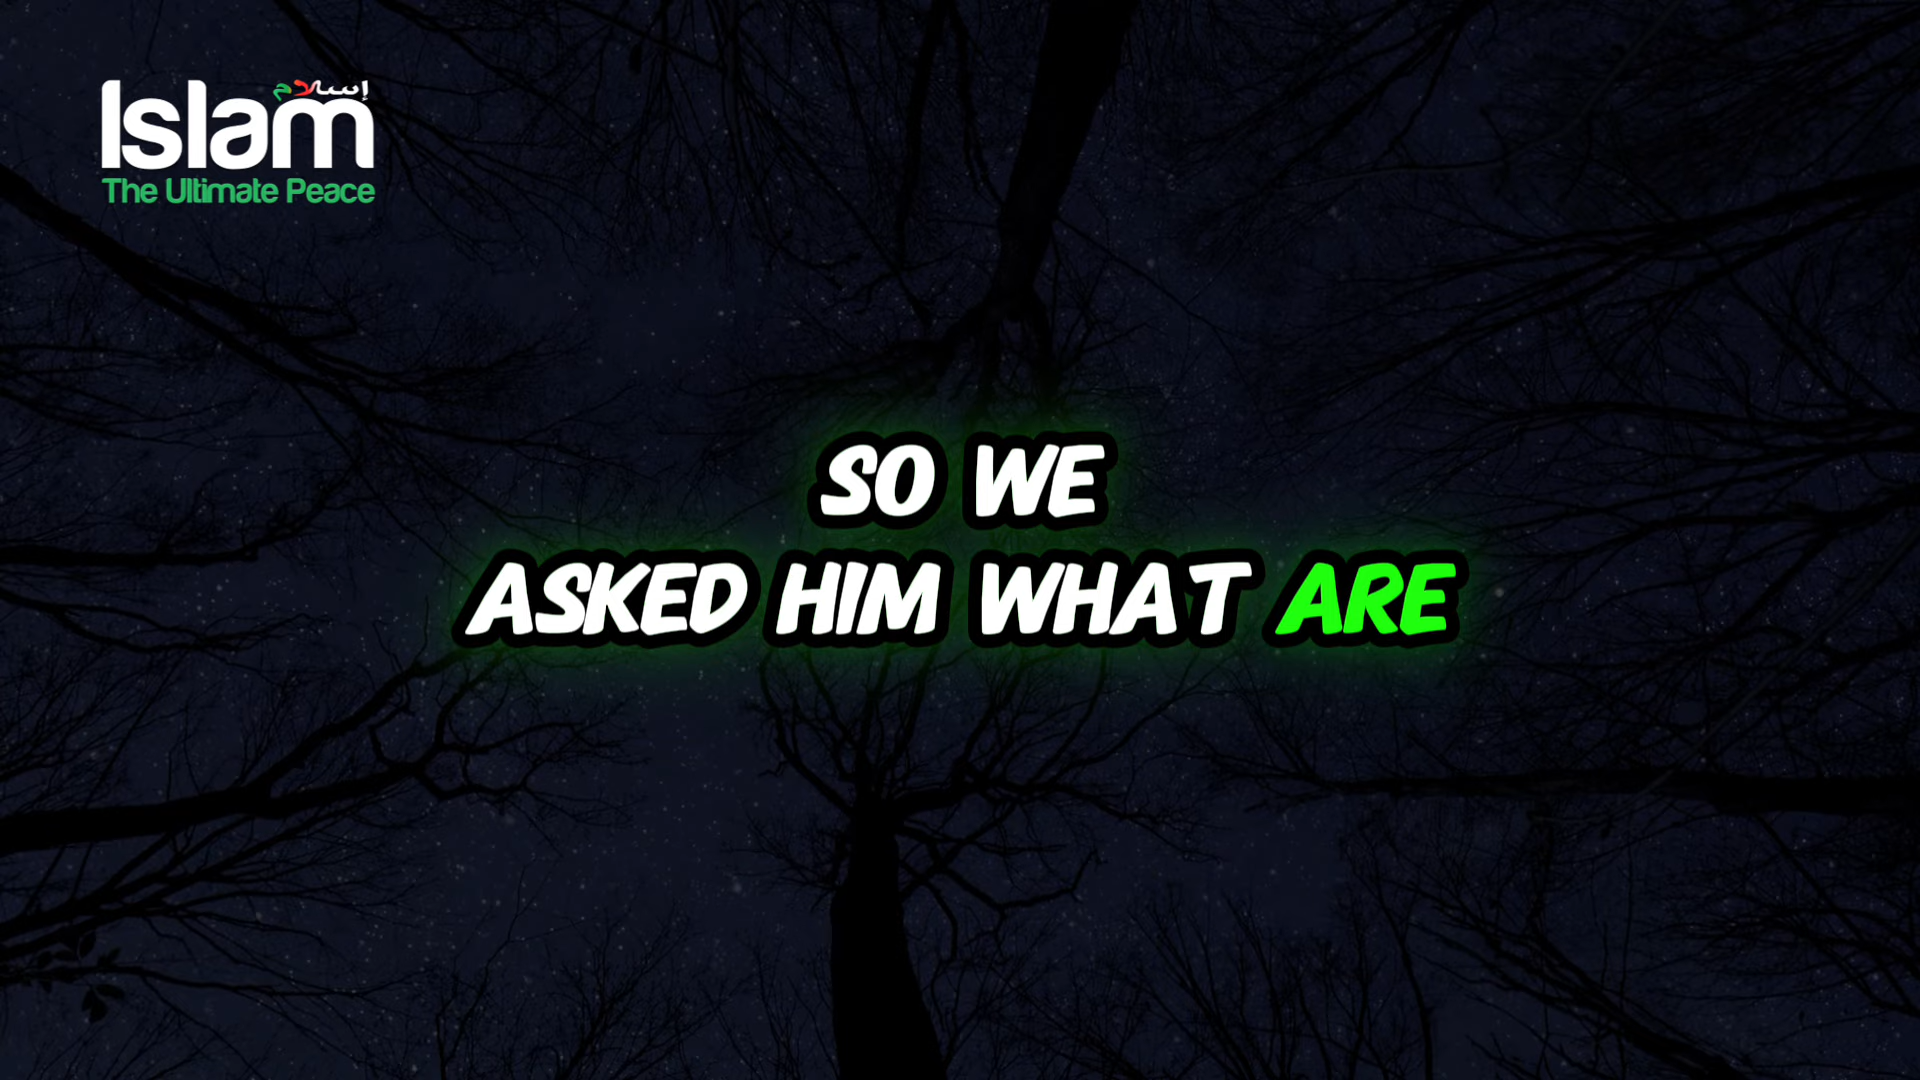 إسلام
Islam
The Ultimate Peace
SO WE
ASKED HIM WHAT ARE